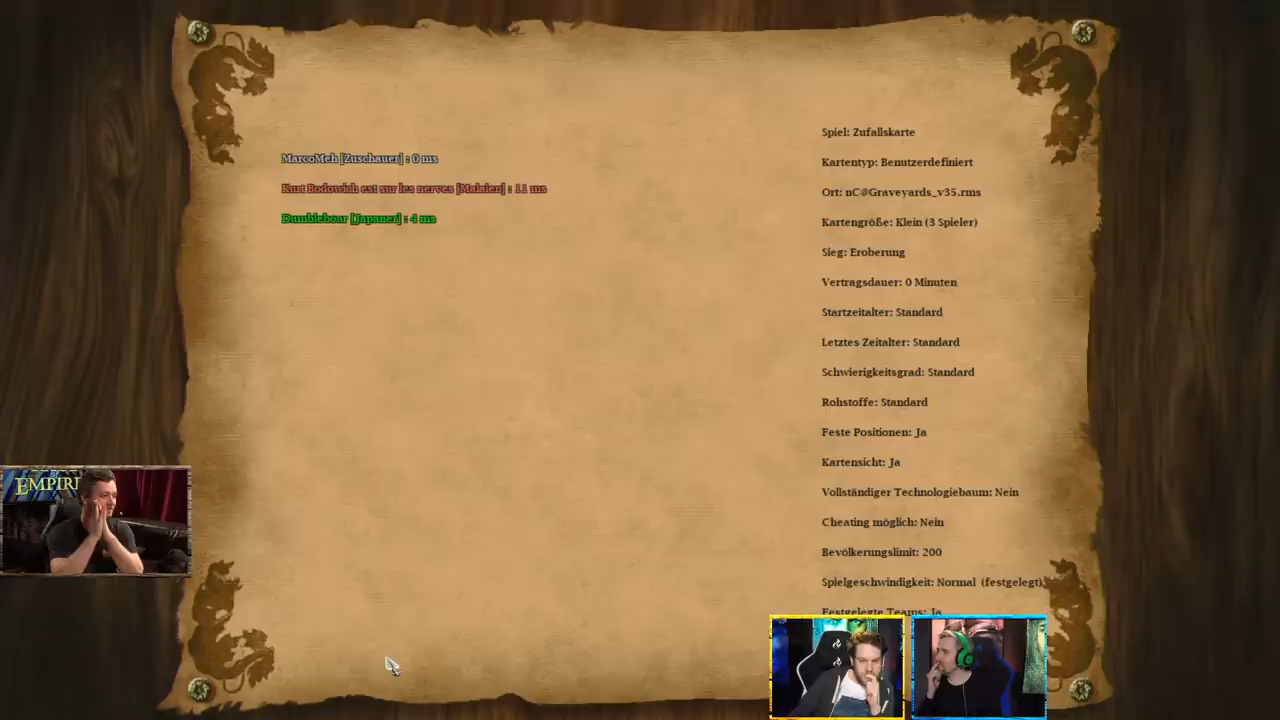 MarcoMeh [Zuschauer] : 0 ms
Knut Bodowich est sur les nerves [Malaien] : 11 ms
Dumbleboar [Japaner] : 4 ms
Spiel: Zufallskarte
Kartentyp: Benutzerdefiniert
Ort: nC@Graveyards_v35.rms
Kartengröße: Klein (3 Spieler)
Sieg: Eroberung
Vertragsdauer: 0 Minuten
Startzeitalter: Standard
Letztes Zeitalter: Standard
Schwierigkeitsgrad: Standard
Rohstoffe: Standard
Feste Positionen: Ja
Kartensicht: Ja
Vollständiger Technologiebaum: Nein
Cheating möglich: Nein
Bevölkerungslimit: 200
Spielgeschwindigkeit: Normal (festgelegt)
Festgelegte Teams: Ja
EMPIRE